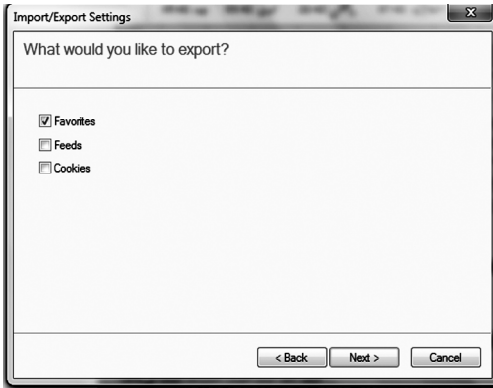 Import/Export Settings
What would you like to export?
Favorites
Feeds
Cookies
< Back Next > Cancel